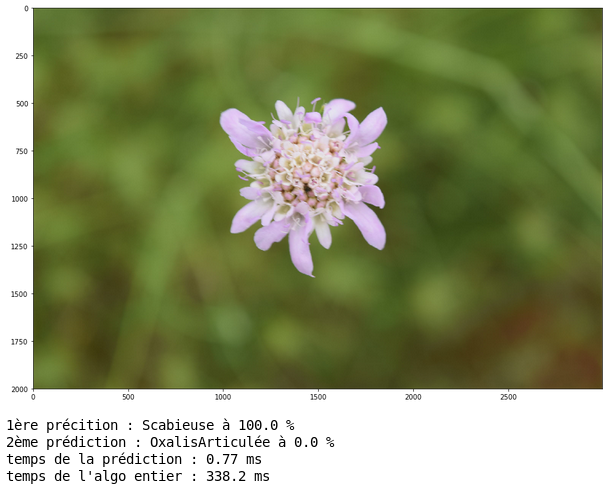 0
250
500
750
1000
1250
1500
1750
2000
0 500 1000 1500 2000 2500
1ère précition : Scabieuse à 100.0 %
2ème prédiction : OxalisArticulée à 0.0 %
temps de la prédiction : 0.77 ms
temps de l'algo entier : 338.2 ms